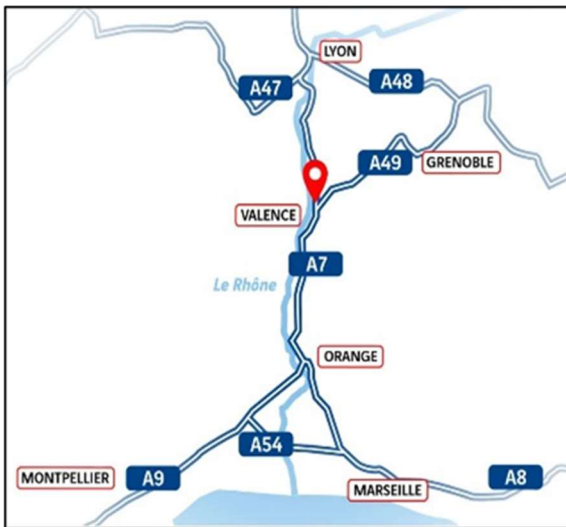 LYON
A47
A48
A49
GRENOBLE
VALENCE
A7
Le Rhône
ORANGE
A54
MONTPELLIER
A9
MARSEILLE
A8